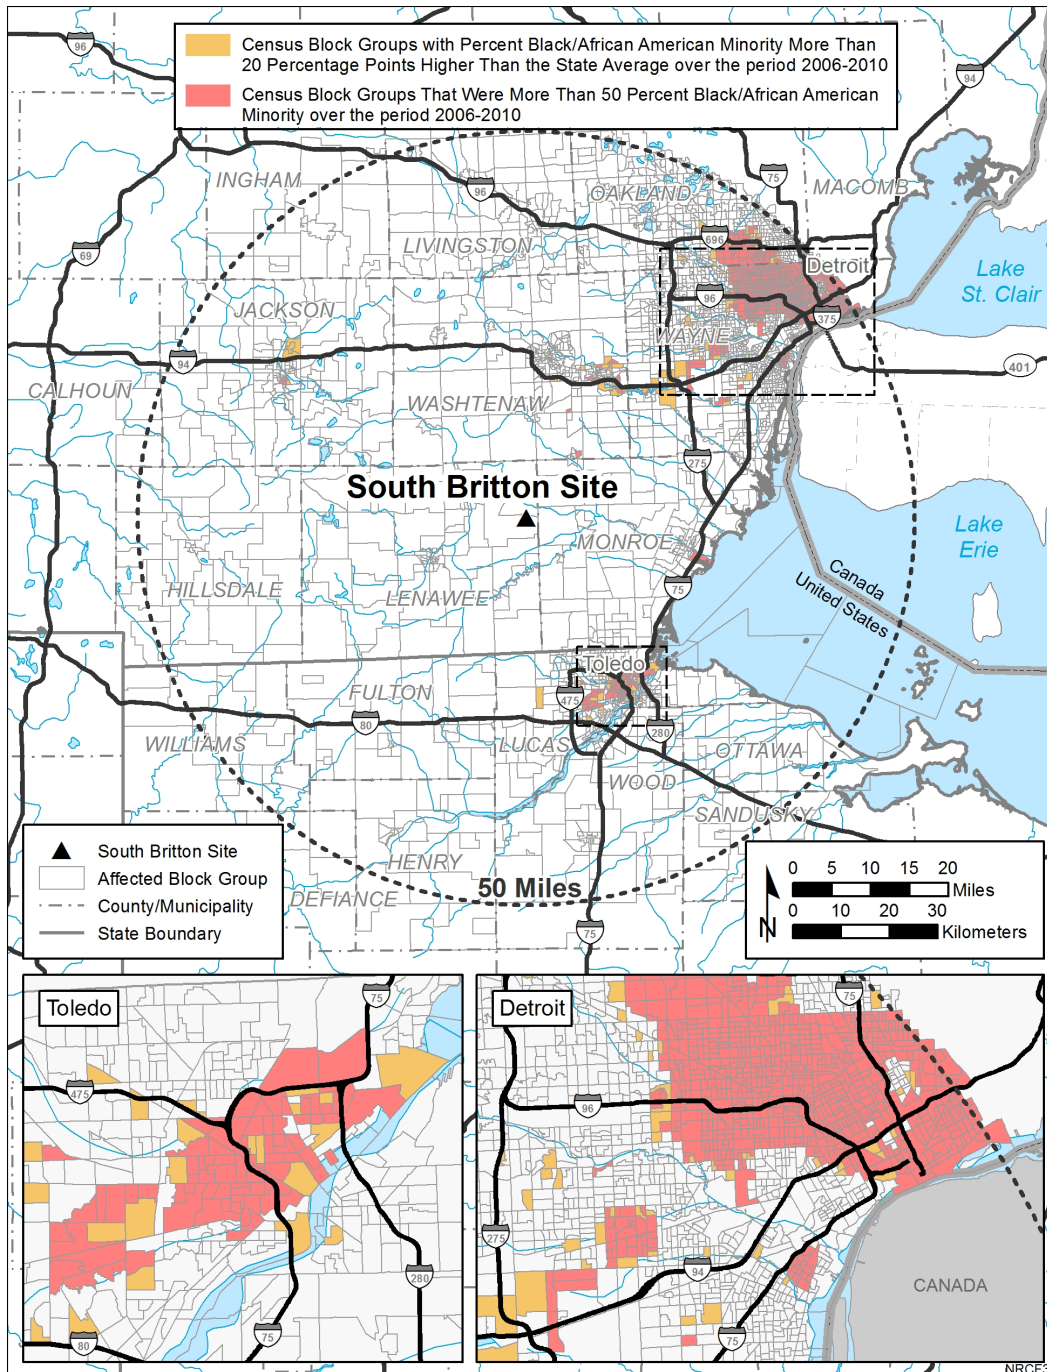 Census Block Groups with Percent Black/African American Minority More Than
20 Percentage Points Higher Than the State Average over the period 2006-2010
Census Block Groups That Were More Than 50 Percent Black/African American
Minority over the period 2006-2010
96
94
75
INGHAM
96
OAKLAND
MACOMB
69
LIVINGSTON
696
Detroit
Lake
St. Clair
JACKSON
96
375
WAYNE
94
401
CALHOUN
WASHTENAW
275
South Britton Site
Lake
Erie
MONROE
Canada
United States
HILLSDALE
LENAWEE
75
Toledo
FULTON
475
80
280
WILLIAMS
LUCAS
OTTAWA
WOOD
SANDUSKY
HENRY
50 Miles
DEFIANCE
75
South Britton Site
Affected Block Group
County/Municipality
State Boundary
0 5 10 15 20
Miles
0 10 20 30
Kilometers
N
Toledo
75
475
280
75
80
Detroit
75
96
275
94
75
CANADA